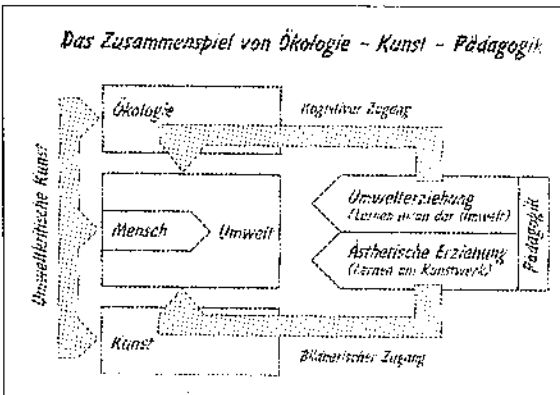 Das Zusammenspiel von Ökologie - Kunst - Pädagogik
Ökologie
Kognitiver Zugang
Umweltkritische Kunst
Umwelterziehung
(Lernen in/an der Umwelt)
Pädagogik
Mensch
Umwelt
Ästhetische Erziehung
(Lernen am Kunstwerk)
Kunst
Bildnerischer Zugang